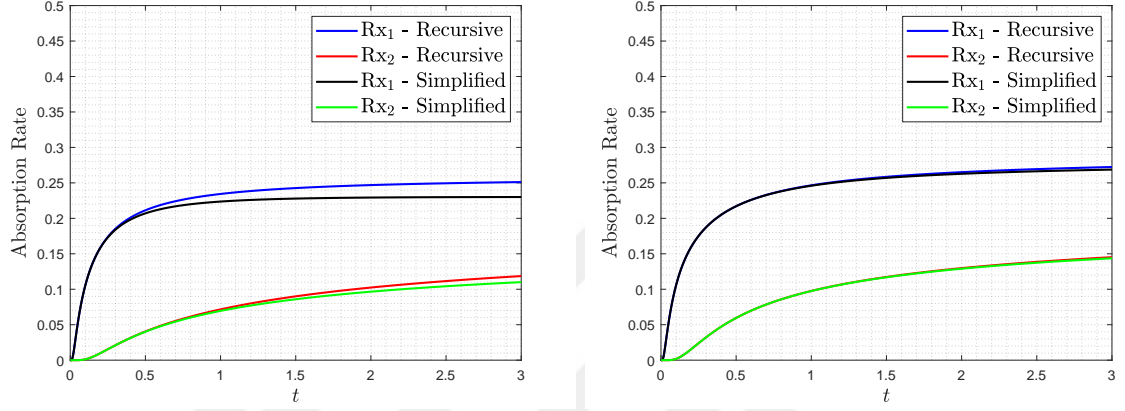 0.5
0.45
0.4
0.35
0.3
0.25
0.2
0.15
0.1
0.05
0
Absorption Rate
Rx1 - Recursive
Rx2 - Recursive
Rx1 - Simplified
Rx2 - Simplified
0 0.5 1 1.5 2 2.5 3
t
0.5
0.45
0.4
0.35
0.3
0.25
0.2
0.15
0.1
0.05
0
Absorption Rate
Rx1 - Recursive
Rx2 - Recursive
Rx1 - Simplified
Rx2 - Simplified
0 0.5 1 1.5 2 2.5 3
t